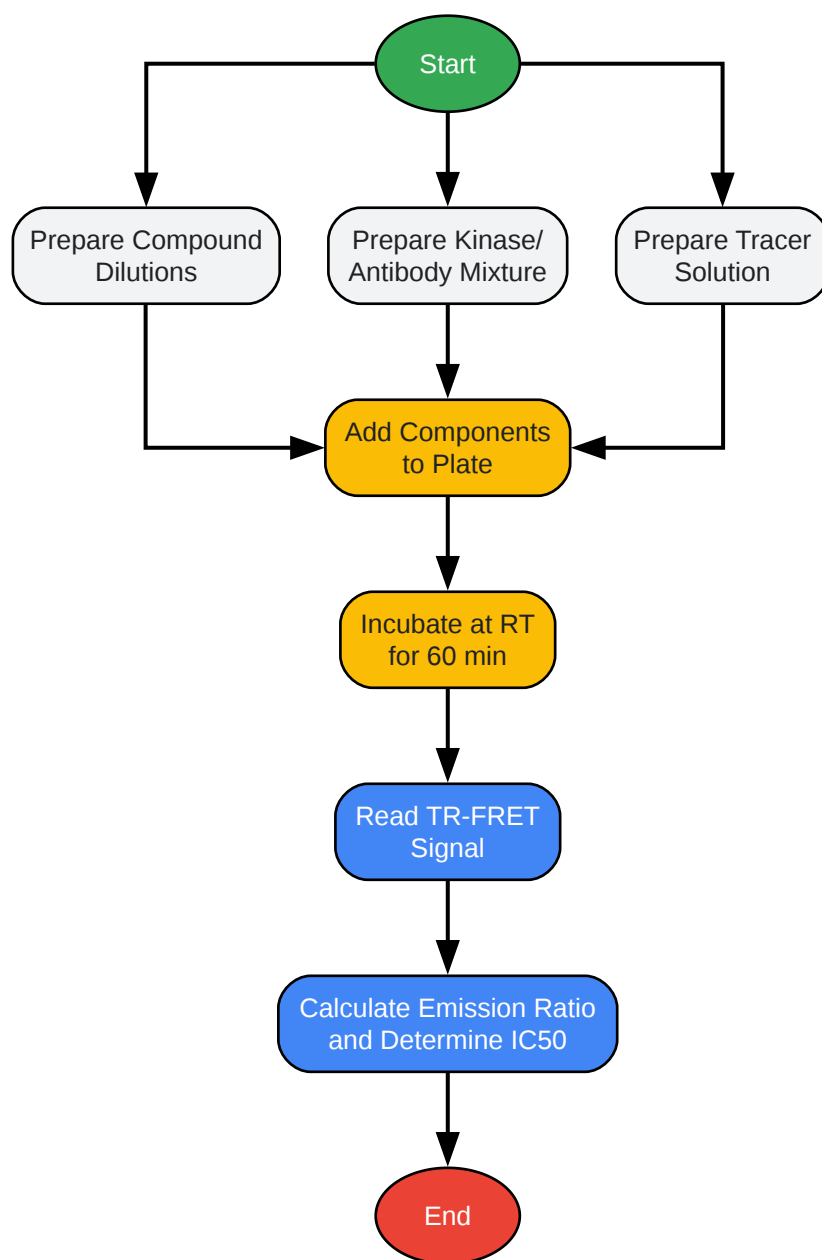 Start
Prepare Compound
Dilutions
Prepare Kinase/
Antibody Mixture
Prepare Tracer
Solution
Add Components
to Plate
Incubate at RT
for 60 min
Read TR-FRET
Signal
Calculate Emission Ratio
and Determine IC50
End